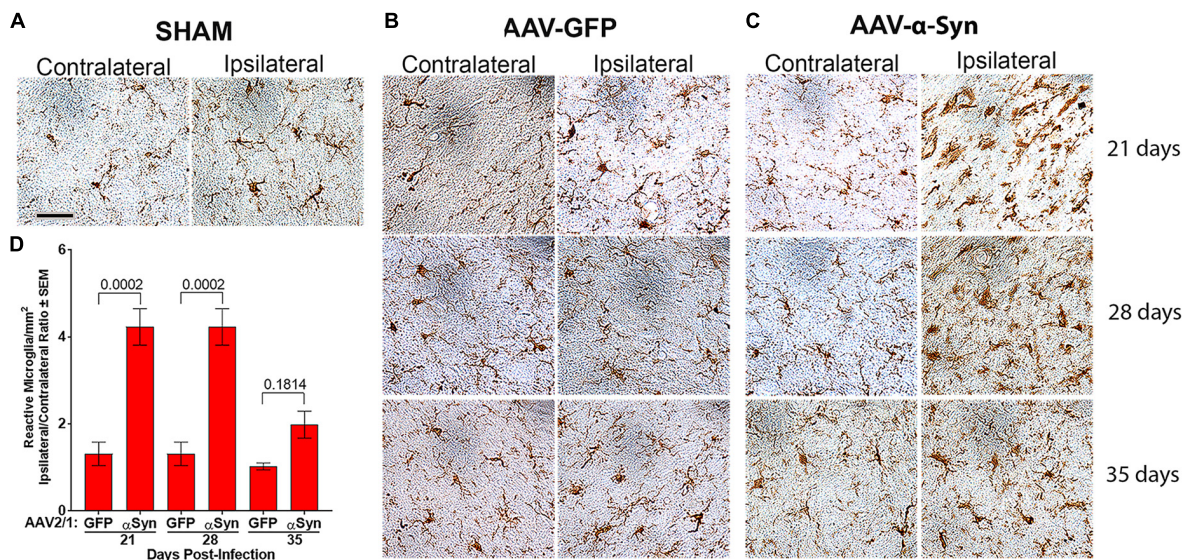 A
SHAM
Contralateral Ipsilateral
B
AAV-GFP
Contralateral Ipsilateral
C
AAV-α-Syn
Contralateral Ipsilateral
21 days
28 days
35 days
D
Reactive Microglia/mm²
Ipsilateral/Contralateral Ratio ± SEM
6
4
2
0
0.0002
0.0002
0.1814
AAV2/1: GFP αSyn GFP αSyn GFP αSyn
21 28 35
Days Post-Infection